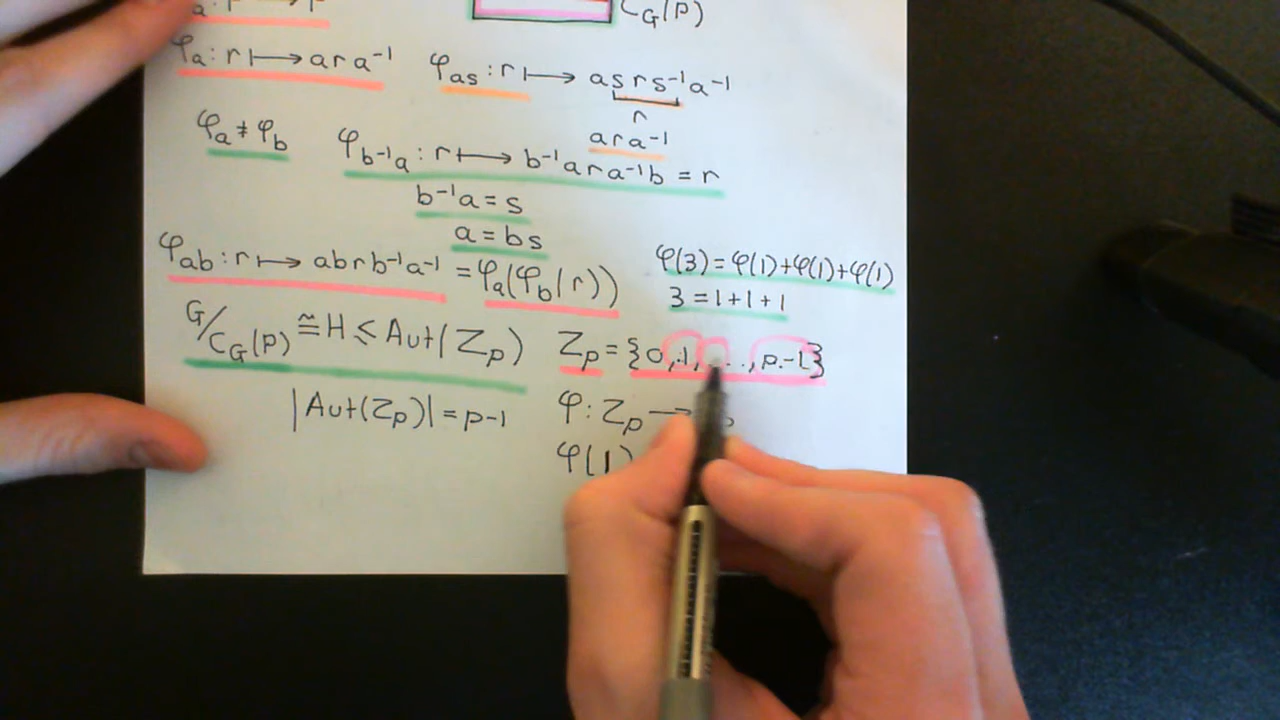 C_G(P)
φ_a : r ⟼ ara⁻¹
φ_as : r ⟼ asrs⁻¹a⁻¹
r
ara⁻¹
φ_a ≠ φ_b
φ_b⁻¹a : r ⟼ b⁻¹ara⁻¹b = r
b⁻¹a = s
a = bs
φ_ab : r ⟼ abrb⁻¹a⁻¹ = φ_a(φ_b(r))
φ(3) = φ(1)+φ(1)+φ(1)
3 = 1+1+1
G/C_G(P) ≅ H ≤ Aut(Z_p)
Z_p = {0, 1, ..., p-1}
|Aut(Z_p)| = p-1
φ : Z_p →
φ(1)